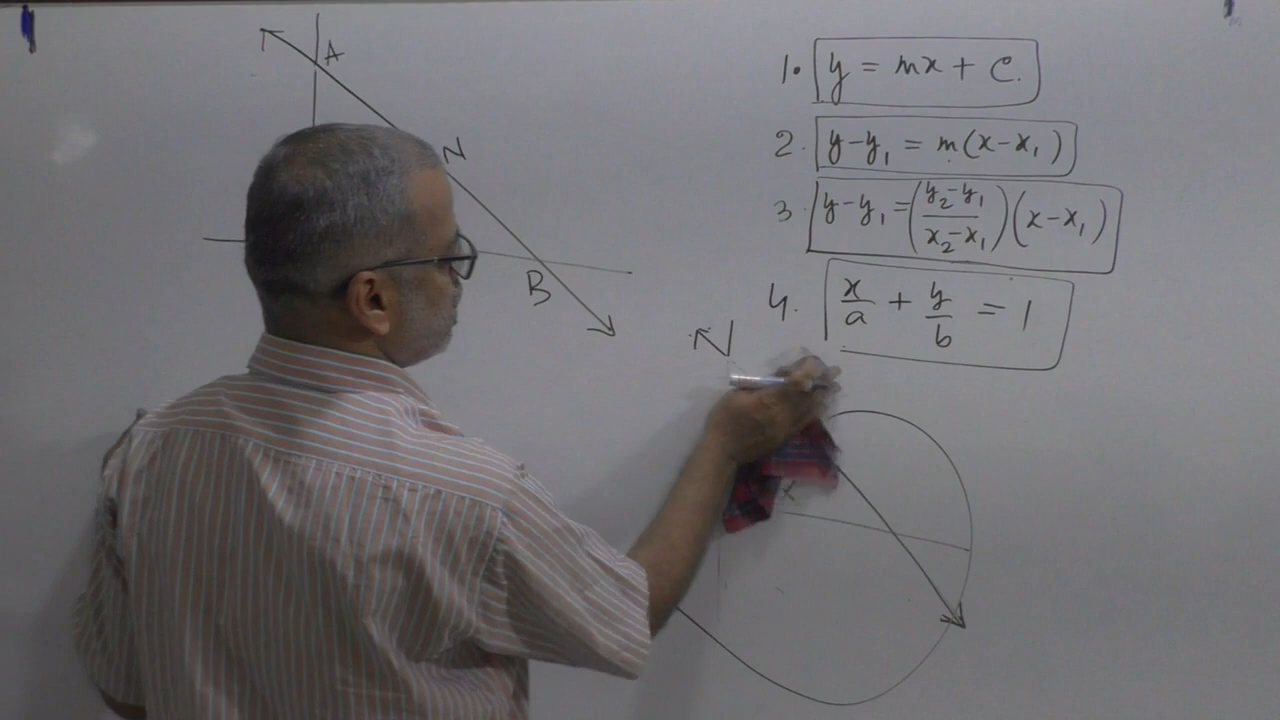 A
N
B
1. y = mx + c.
2. y-y₁ = m(x-x₁)
3. y-y₁ = (y₂-y₁/x₂-x₁)(x-x₁)
4. x/a + y/b = 1
x